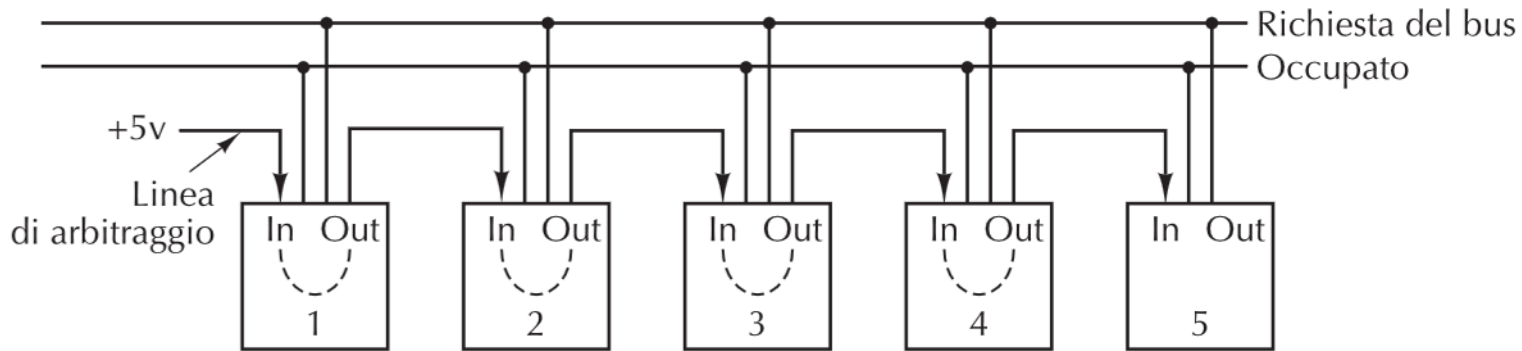 Richiesta del bus
Occupato
+5v
Linea
di arbitraggio
In Out In Out In Out In Out In Out
1 2 3 4 5